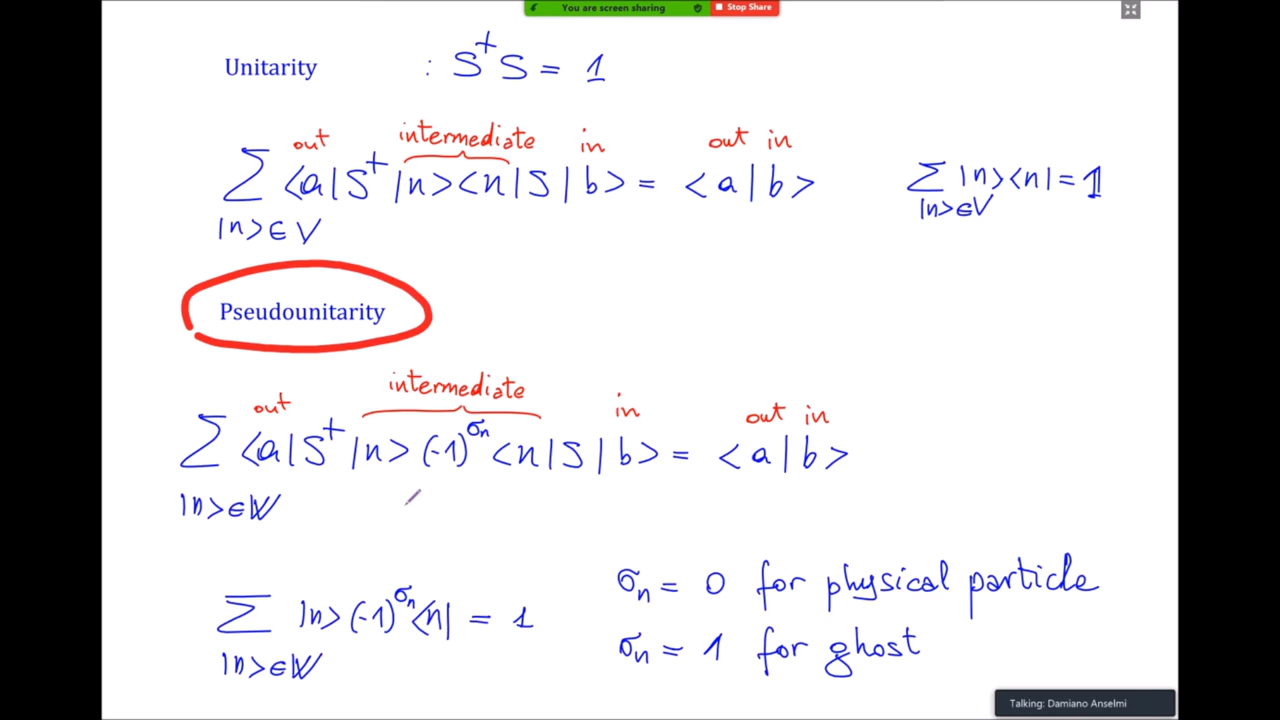 You are screen sharing Stop Share
Unitarity : S†S = 1
out intermediate in out in
∑ <a|S†|n><n|S|b> = <a|b> ∑ |n><n| = 1
|n>∈V |n>∈V
Pseudounitarity
out intermediate in out in
∑ <a|S†|n> (-1)^σn <n|S|b> = <a|b>
|n>∈W
∑ |n> (-1)^σn <n| = 1
|n>∈W
σn = 0 for physical particle
σn = 1 for ghost
Talking: Damiano Anselmi